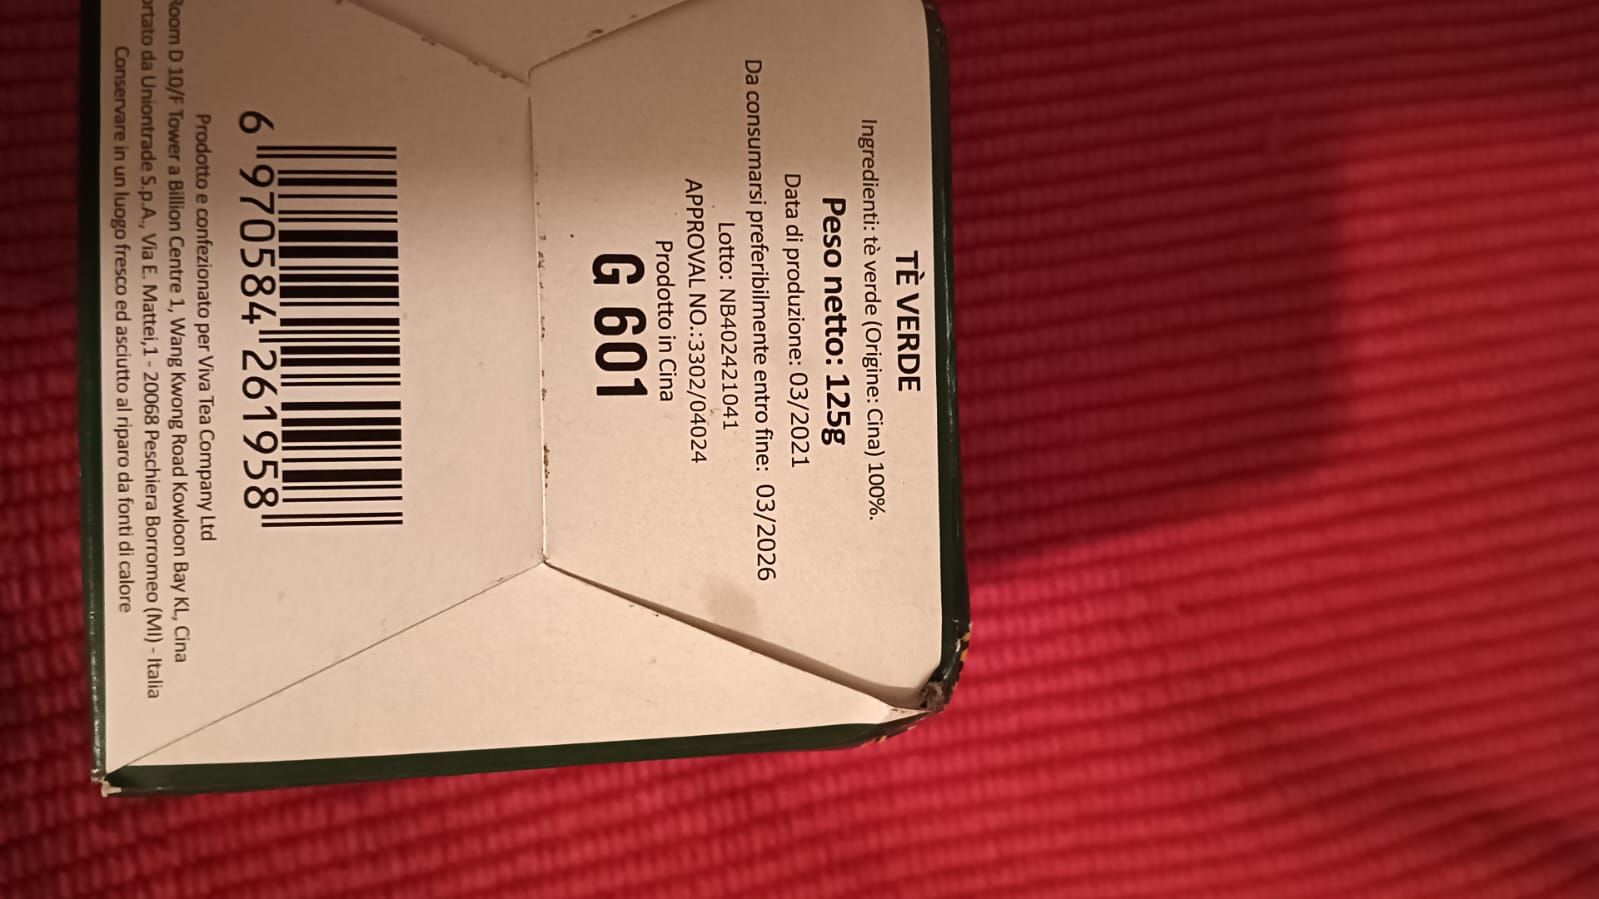 TÈ VERDE
Ingredienti: tè verde (Origine: Cina) 100%.
Peso netto: 125g
Data di produzione: 03/2021
Da consumarsi preferibilmente entro fine: 03/2026
Lotto: NB402421041
APPROVAL NO.:3302/04024
Prodotto in Cina
G 601
6 970584 261958
Prodotto e confezionato per Viva Tea Company Ltd
Room D 10/F Tower a Billion Centre 1, Wang Kwong Road Kowloon Bay KL, Cina
ortato da Uniontrade S.p.A., Via E. Mattei,1 - 20068 Peschiera Borromeo (MI) - Italia
Conservare in un luogo fresco ed asciutto al riparo da fonti di calore